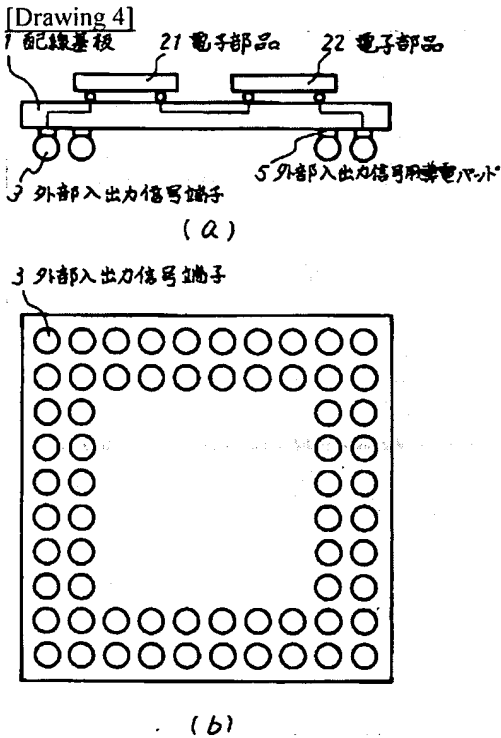 [Drawing 4]
1 配線基板 21 電子部品 22 電子部品
3 外部入出力信号端子 5 外部入出力信号用導電パッド
(a)
3 外部入出力信号端子
(b)